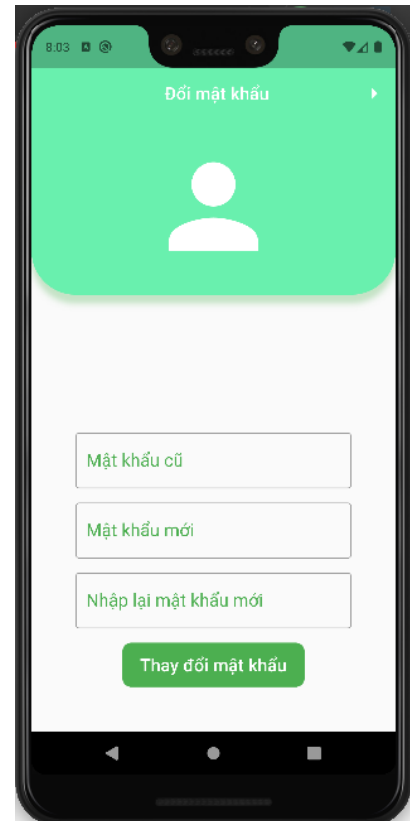 8:03
Đổi mật khẩu
Mật khẩu cũ
Mật khẩu mới
Nhập lại mật khẩu mới
Thay đổi mật khẩu